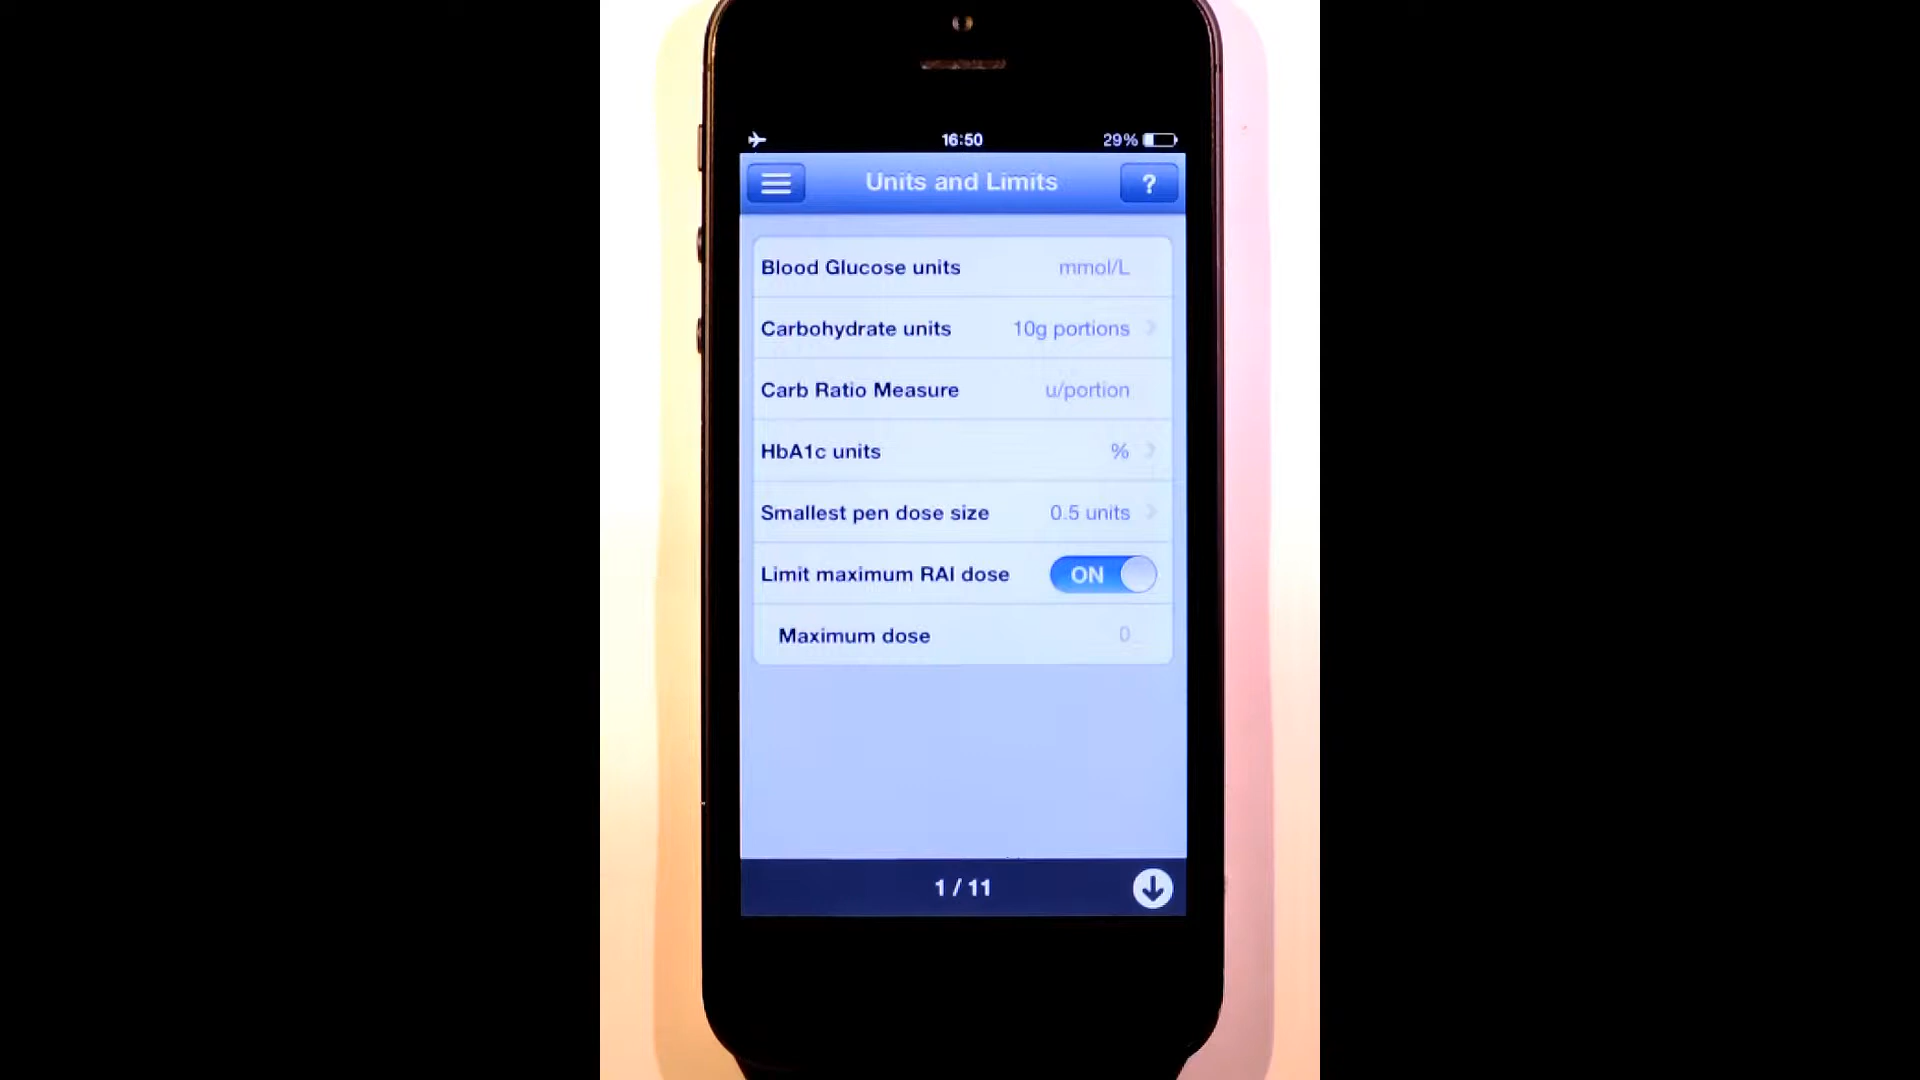 16:50
29%
Units and Limits
?
Blood Glucose units mmol/L
Carbohydrate units 10g portions
Carb Ratio Measure u/portion
HbA1c units %
Smallest pen dose size 0.5 units
Limit maximum RAI dose ON
Maximum dose 0
1 / 11